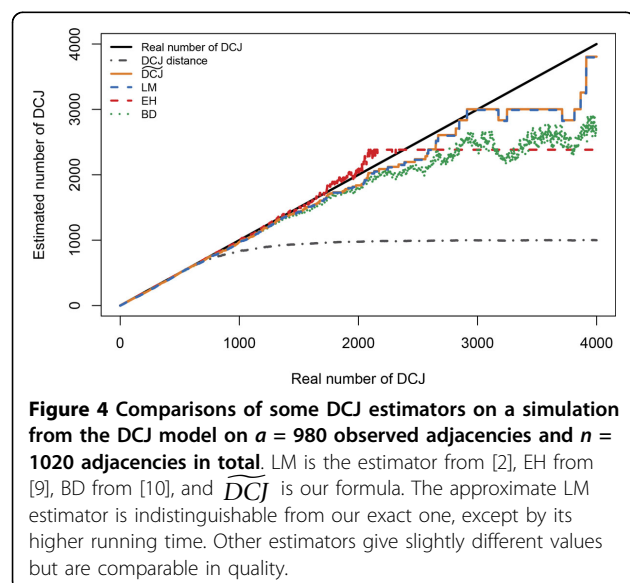 4000
3000
2000
1000
0
Estimated number of DCJ
Real number of DCJ
DCJ distance
D͠CJ
LM
EH
BD
0 1000 2000 3000 4000
Real number of DCJ
Figure 4 Comparisons of some DCJ estimators on a simulation
from the DCJ model on a = 980 observed adjacencies and n =
1020 adjacencies in total. LM is the estimator from [2], EH from
[9], BD from [10], and D͠CJ is our formula. The approximate LM
estimator is indistinguishable from our exact one, except by its
higher running time. Other estimators give slightly different values
but are comparable in quality.